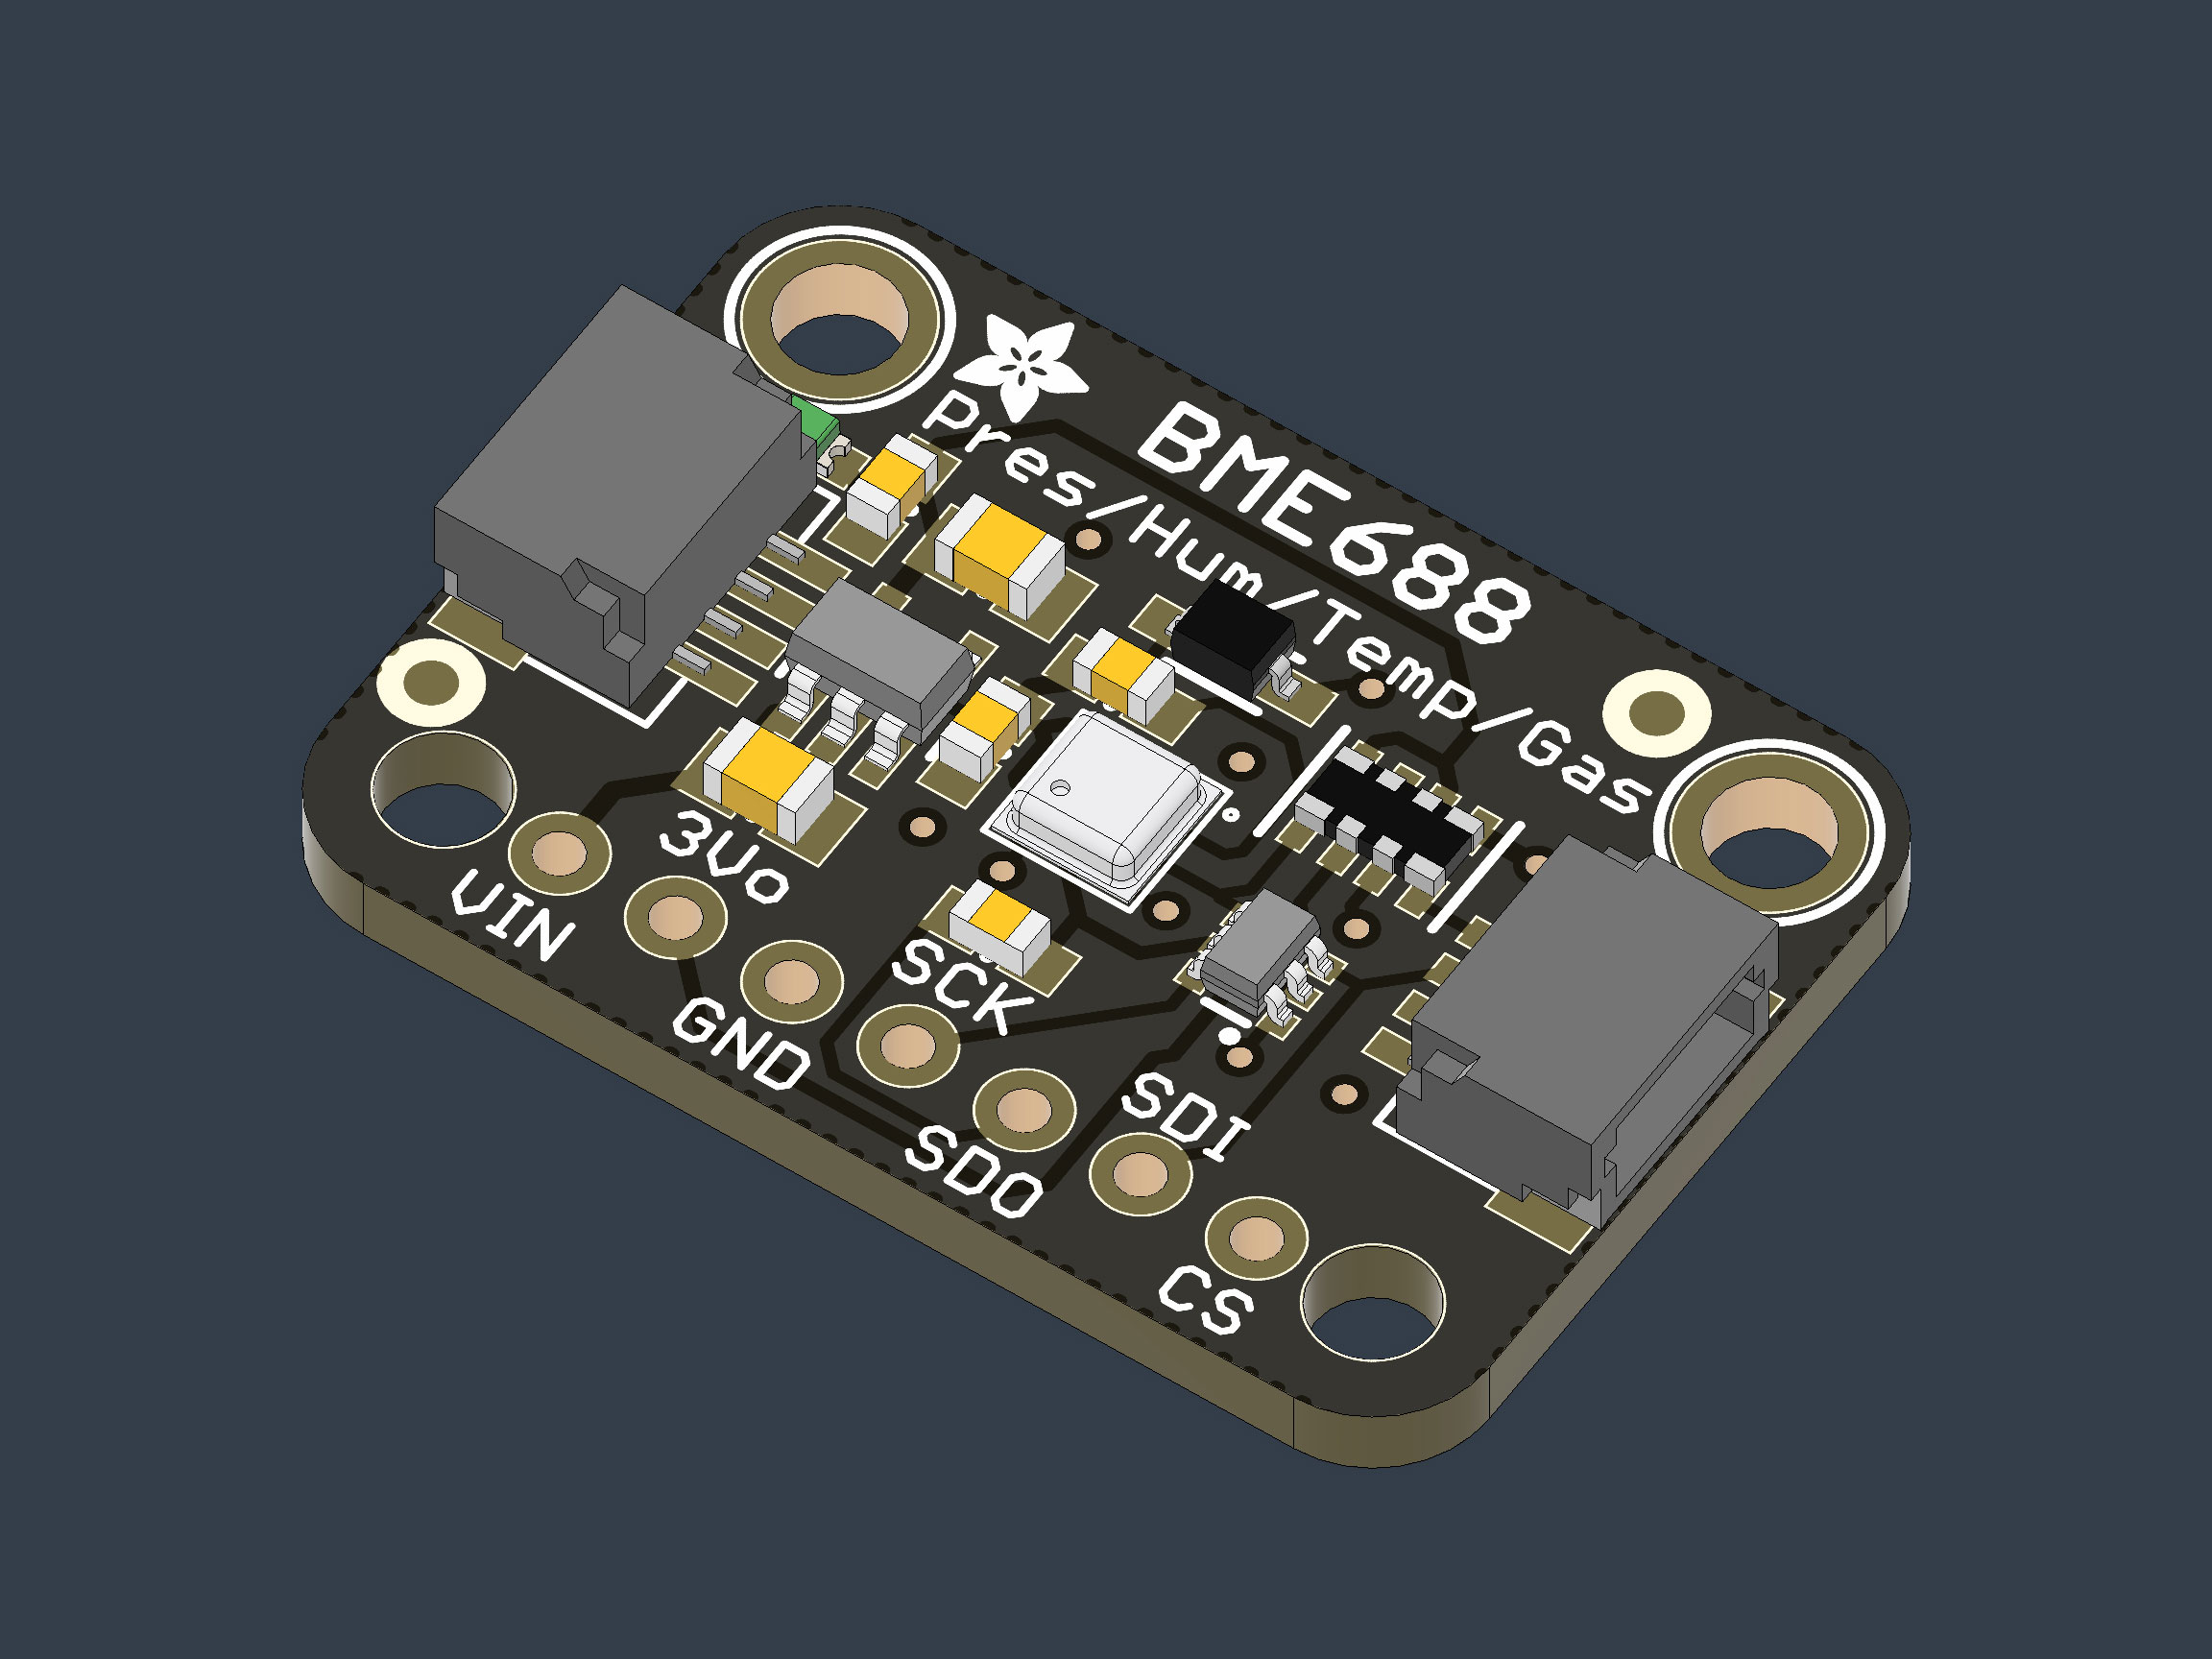 BME688
Pres/Hum/Temp/Gas
VIN
3Vo
GND
SCK
SDO
SDI
CS